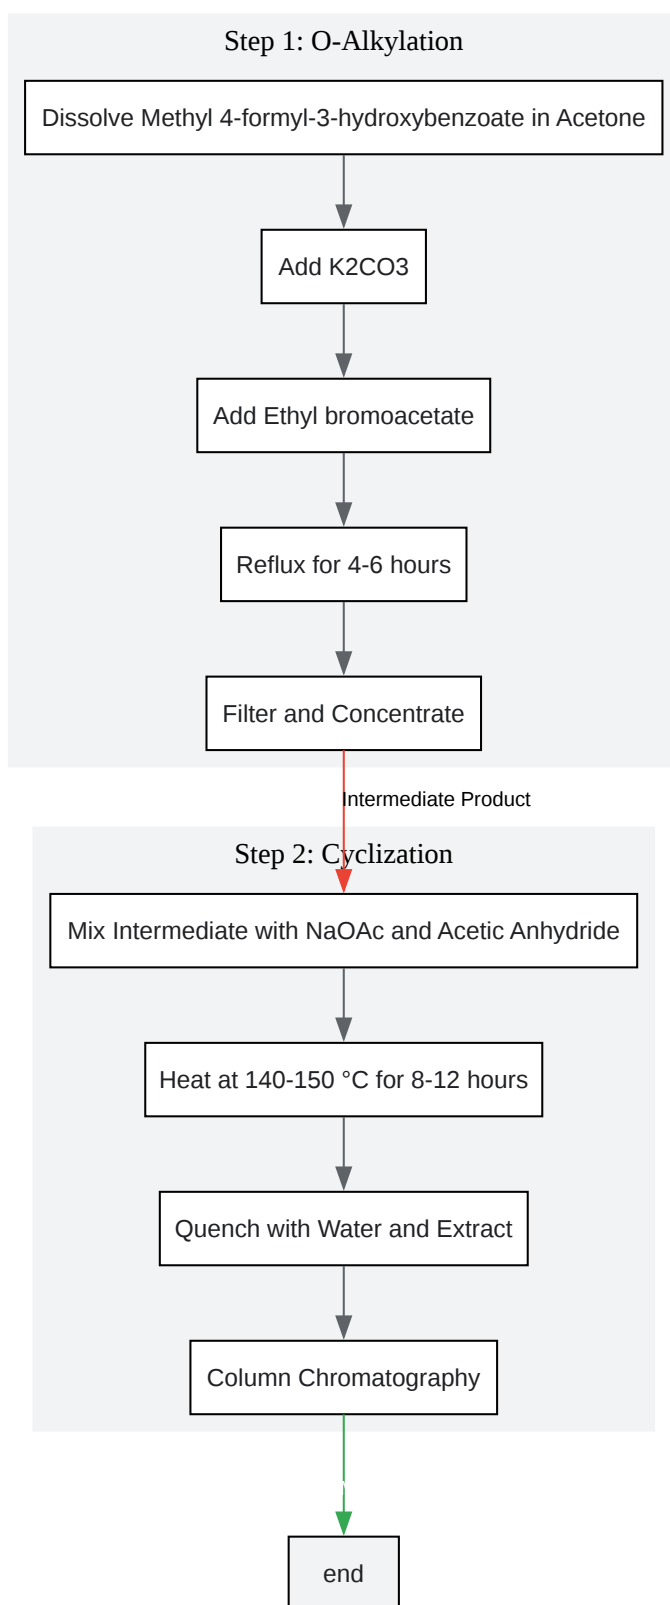 Step 1: O-Alkylation
Dissolve Methyl 4-formyl-3-hydroxybenzoate in Acetone
Add K2CO3
Add Ethyl bromoacetate
Reflux for 4-6 hours
Filter and Concentrate
Intermediate Product
Step 2: Cyclization
Mix Intermediate with NaOAc and Acetic Anhydride
Heat at 140-150 °C for 8-12 hours
Quench with Water and Extract
Column Chromatography
end